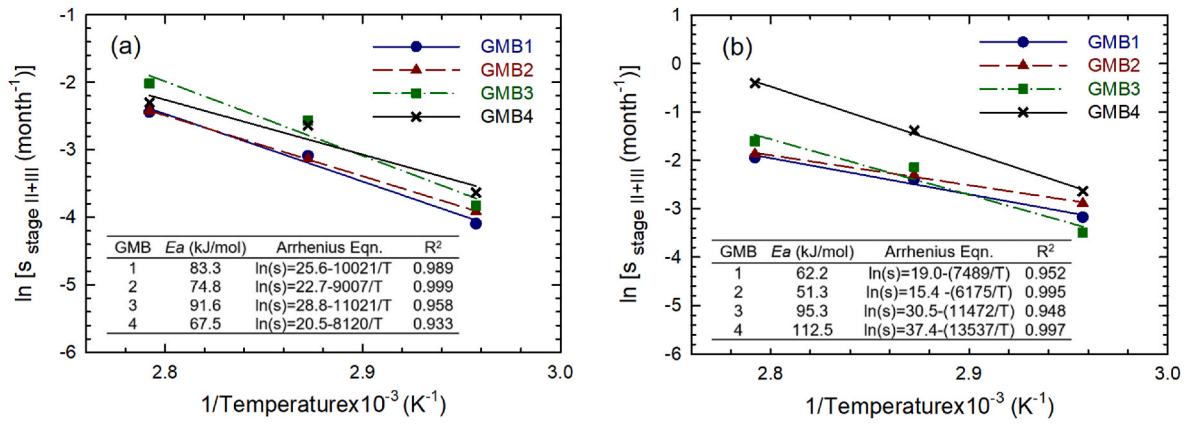 (a)
GMB1
GMB2
GMB3
GMB4
ln [s stage II+III (month-1)]
-1
-2
-3
-4
-5
-6
GMB Ea (kJ/mol) Arrhenius Eqn. R2
1 83.3 ln(s)=25.6-10021/T 0.989
2 74.8 ln(s)=22.7-9007/T 0.999
3 91.6 ln(s)=28.8-11021/T 0.958
4 67.5 ln(s)=20.5-8120/T 0.933
2.8 2.9 3.0
1/Temperaturex10-3 (K-1)
(b)
GMB1
GMB2
GMB3
GMB4
ln [s stage II+III (month-1)]
1
0
-1
-2
-3
-4
-5
-6
GMB Ea (kJ/mol) Arrhenius Eqn. R2
1 62.2 ln(s)=19.0-(7489/T) 0.952
2 51.3 ln(s)=15.4 -(6175/T) 0.995
3 95.3 ln(s)=30.5-(11472/T) 0.948
4 112.5 ln(s)=37.4-(13537/T) 0.997
2.8 2.9 3.0
1/Temperaturex10-3 (K-1)